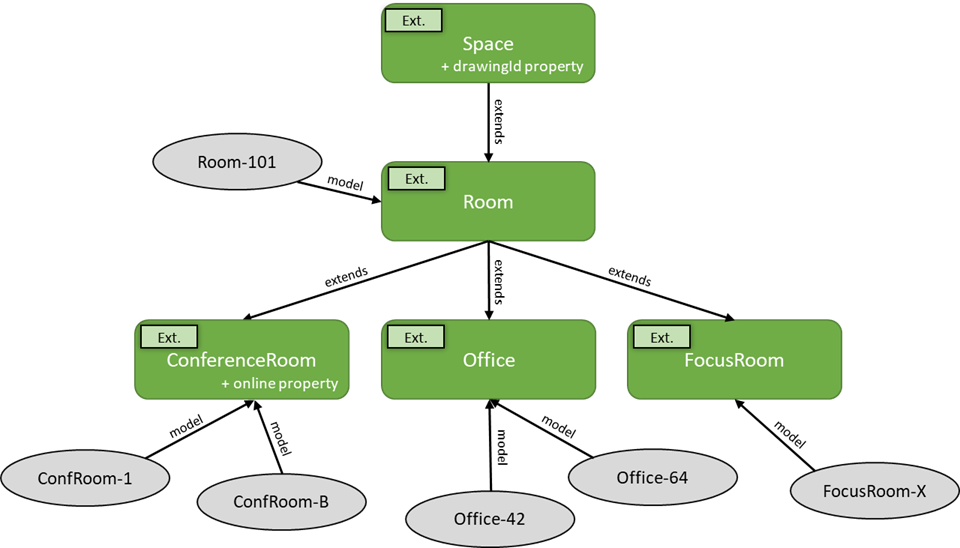 Ext.
Space
+ drawingId property
extends
Room-101
model
Ext.
Room
extends
extends
extends
Ext.
ConferenceRoom
+ online property
Ext.
Office
Ext.
FocusRoom
model
model
model
model
model
ConfRoom-1
ConfRoom-B
Office-42
Office-64
FocusRoom-X